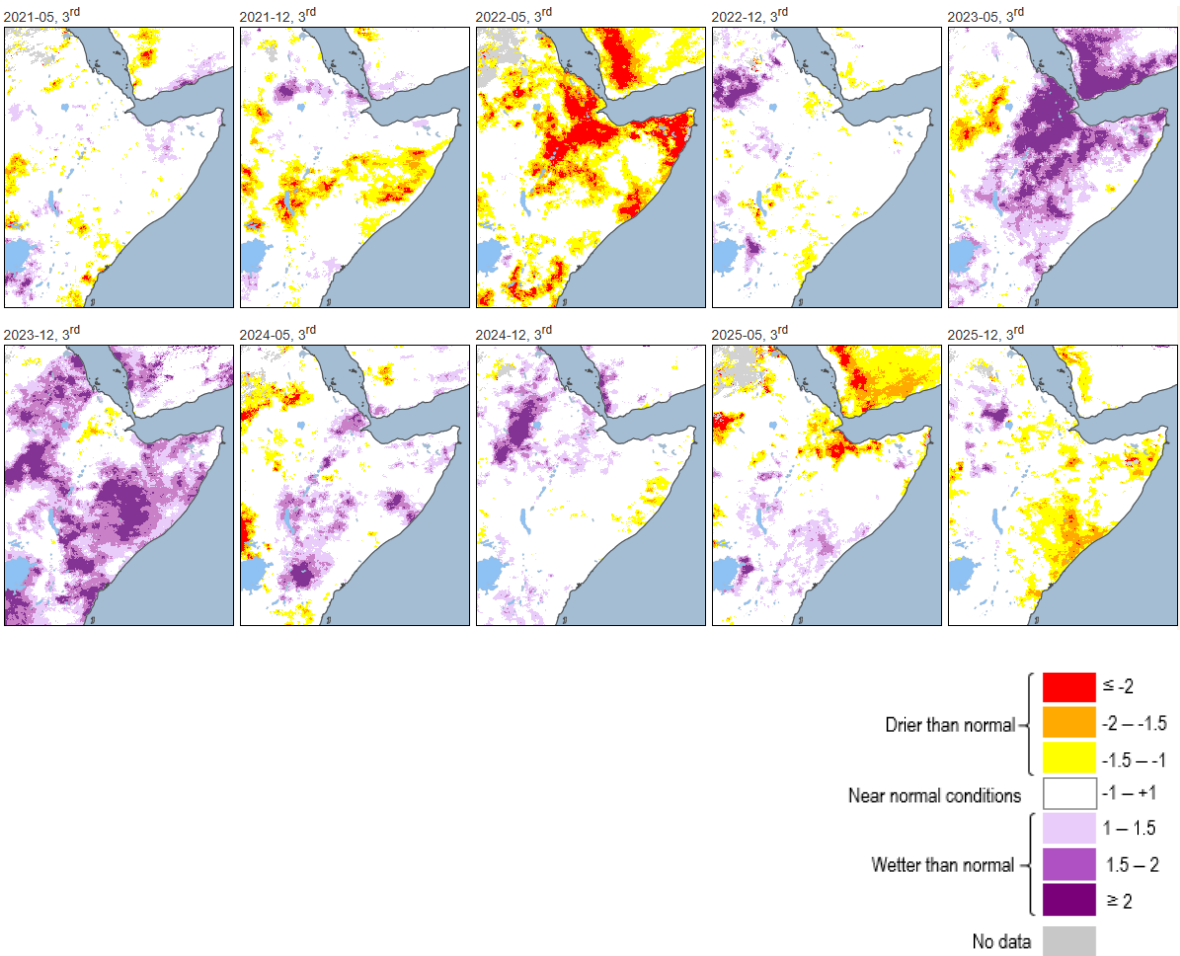 2021-05, 3rd
2021-12, 3rd
2022-05, 3rd
2022-12, 3rd
2023-05, 3rd
2023-12, 3rd
2024-05, 3rd
2024-12, 3rd
2025-05, 3rd
2025-12, 3rd
≤ -2
Drier than normal
-2 – -1.5
-1.5 – -1
Near normal conditions
-1 – +1
1 – 1.5
Wetter than normal
1.5 – 2
≥ 2
No data